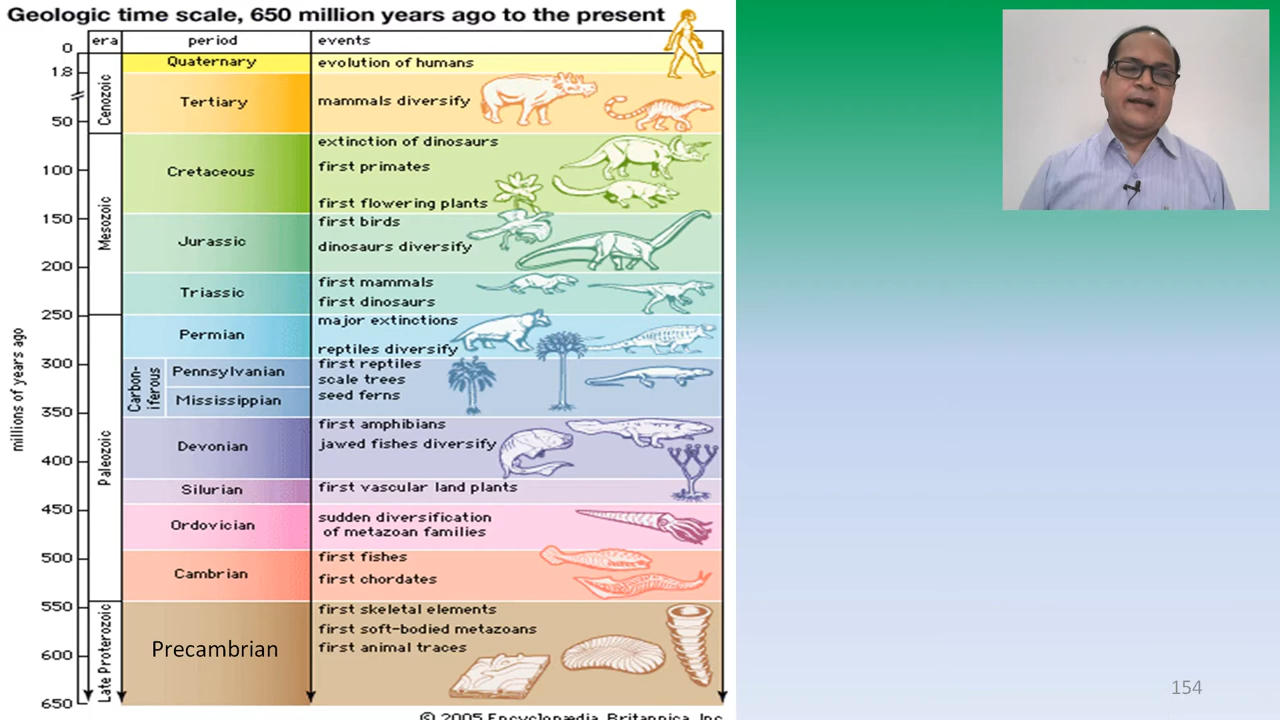 Geologic time scale, 650 million years ago to the present
era period events
0
Quaternary evolution of humans
1.8
Cenozoic
Tertiary mammals diversify
50
extinction of dinosaurs
100
Cretaceous
first primates
first flowering plants
150
Mesozoic
first birds
Jurassic
dinosaurs diversify
200
first mammals
Triassic
first dinosaurs
250
major extinctions
Permian
reptiles diversify
300
Carbon-
iferous
Pennsylvanian
first reptiles
scale trees
Mississippian
seed ferns
350
millions of years ago
Paleozoic
first amphibians
Devonian
jawed fishes diversify
400
Silurian first vascular land plants
450
Ordovician
sudden diversification
of metazoan families
500
first fishes
Cambrian
first chordates
550
Late Proterozoic
first skeletal elements
first soft-bodied metazoans
Precambrian
first animal traces
600
650
154
© 2005 Encyclopædia Britannica, Inc.